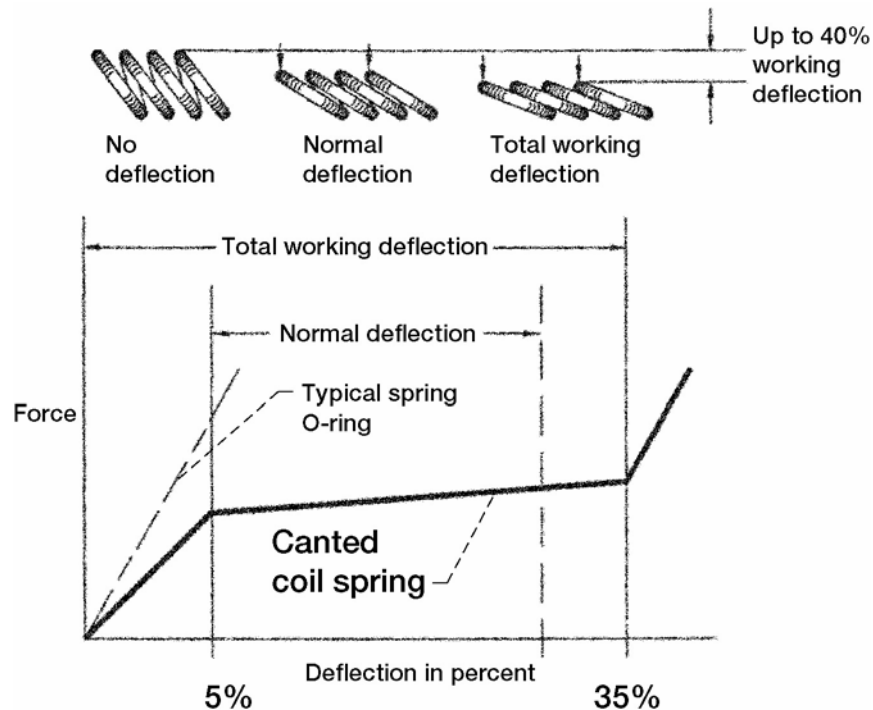 Up to 40%
working
deflection
No
deflection
Normal
deflection
Total working
deflection
Total working deflection
Normal deflection
Typical spring
O-ring
Force
Canted
coil spring
Deflection in percent
5%
35%